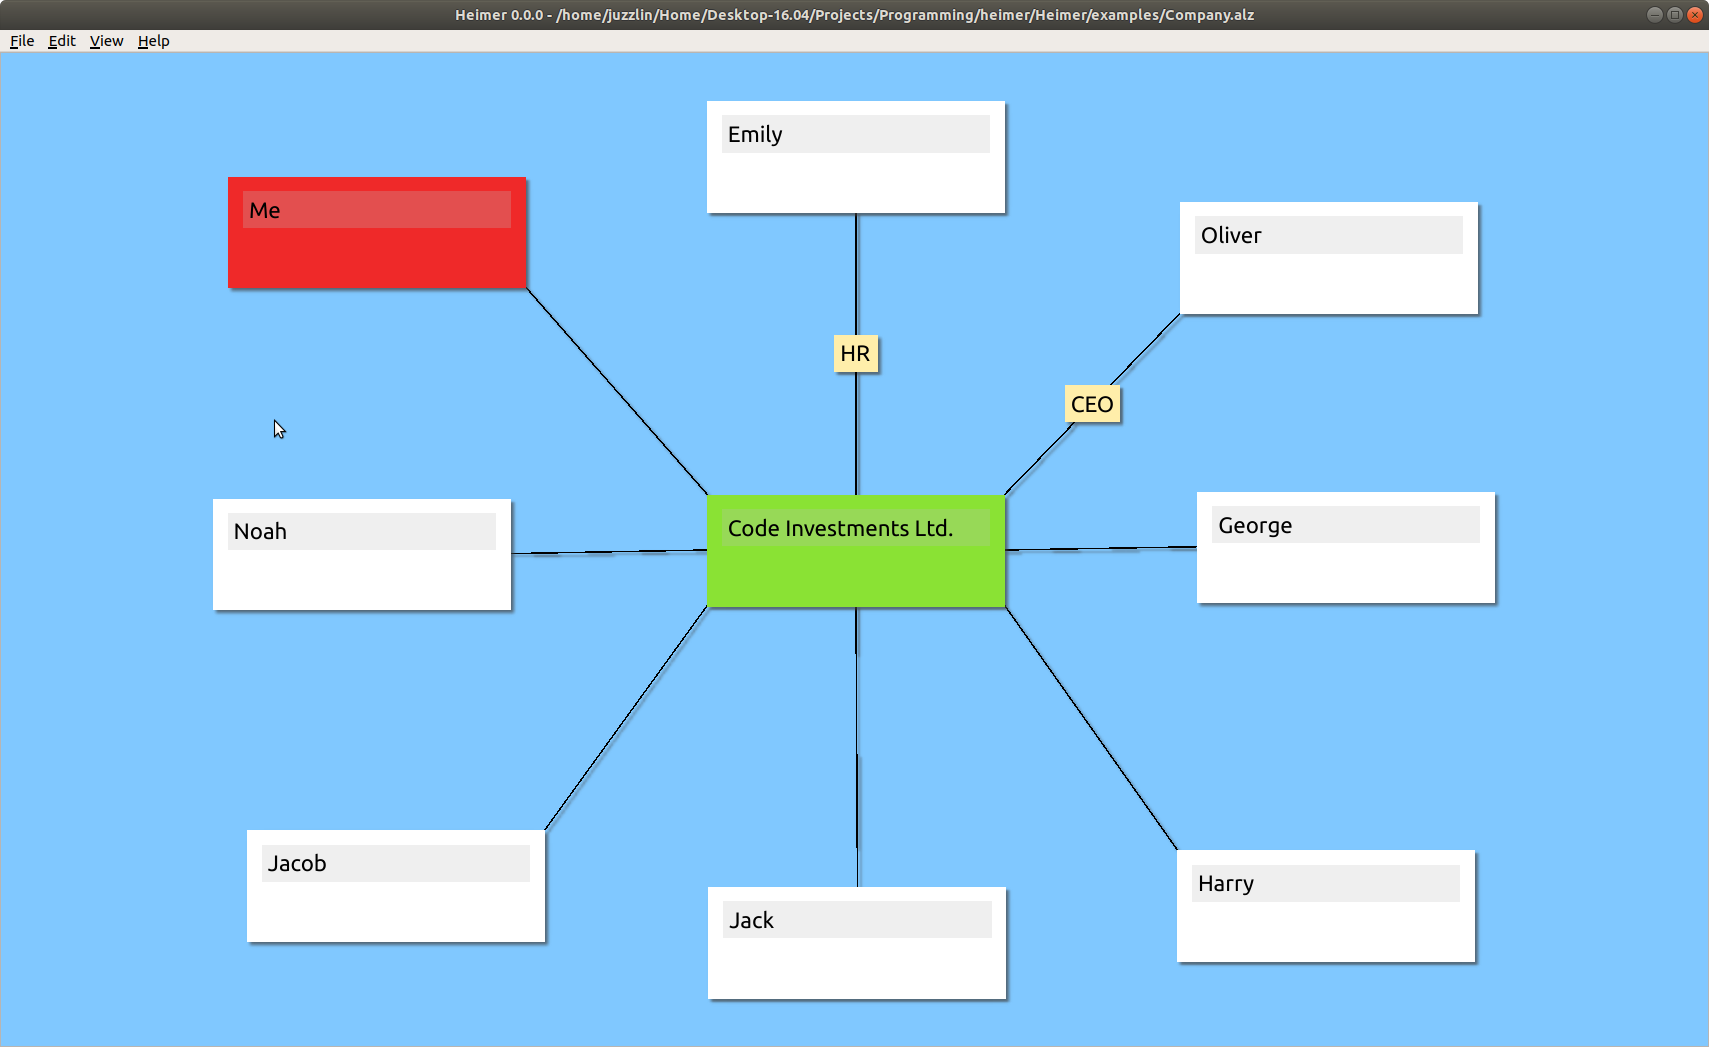 Heimer 0.0.0 - /home/juzzlin/Home/Desktop-16.04/Projects/Programming/heimer/Heimer/examples/Company.alz
File Edit View Help
Emily
Me
Oliver
HR
CEO
Noah
Code Investments Ltd.
George
Jacob
Jack
Harry